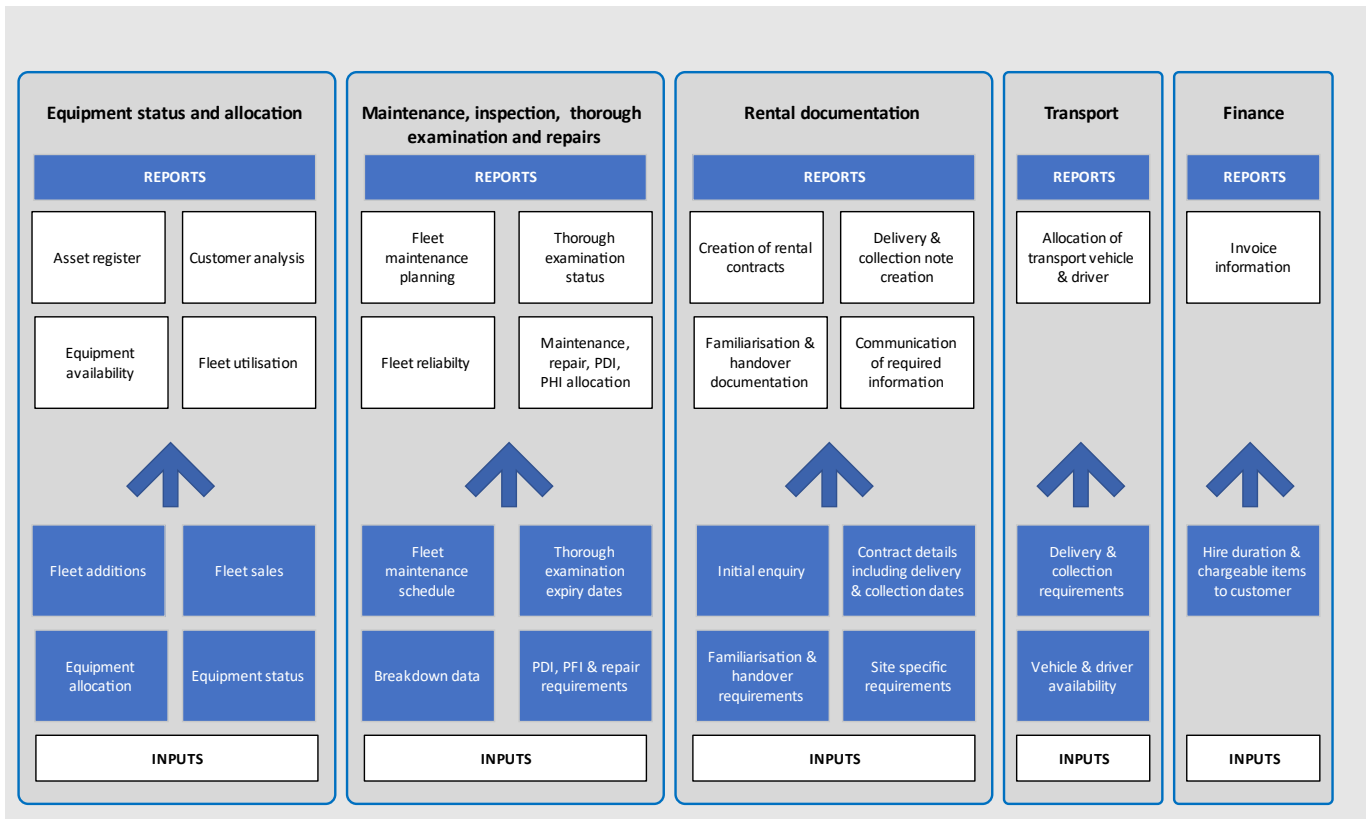 Equipment status and allocation
REPORTS
Asset register
Customer analysis
Equipment
availability
Fleet utilisation
Fleet additions
Fleet sales
Equipment
allocation
Equipment status
INPUTS
Maintenance, inspection,  thorough
examination and repairs
REPORTS
Fleet
maintenance
planning
Thorough
examination
status
Fleet reliabilty
Maintenance,
repair, PDI,
PHI allocation
Fleet
maintenance
schedule
Thorough
examination
expiry dates
Breakdown data
PDI, PFI & repair
requirements
INPUTS
Rental documentation
REPORTS
Creation of rental
contracts
Delivery &
collection note
creation
Familiarisation &
handover
documentation
Communication
of required
information
Initial enquiry
Contract details
including delivery
& collection dates
Familiarisation &
handover
requirements
Site specific
requirements
INPUTS
Transport
REPORTS
Allocation of
transport vehicle
& driver
Delivery &
collection
requirements
Vehicle & driver
availability
INPUTS
Finance
REPORTS
Invoice
information
Hire duration &
chargeable items
to customer
INPUTS